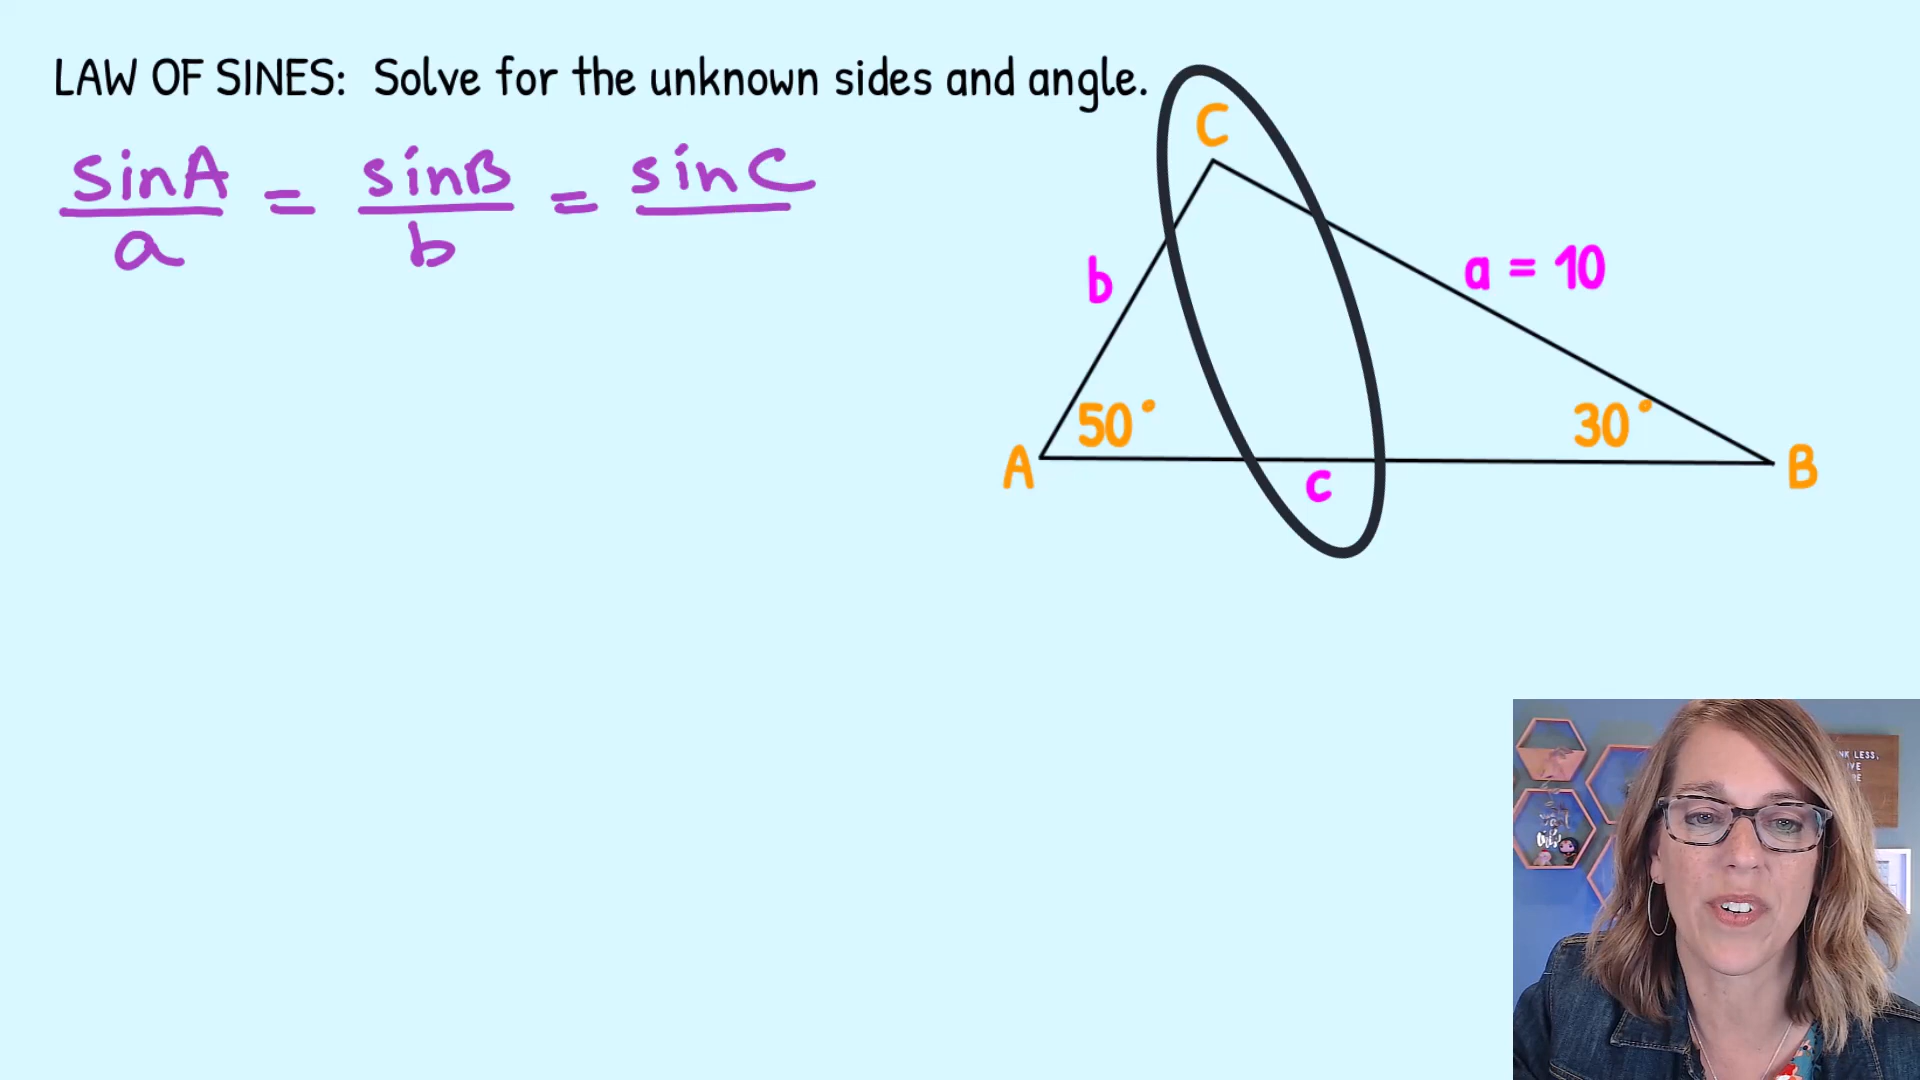 LAW OF SINES: Solve for the unknown sides and angle.
sinA = sinB = sinC
a b
C
b
a = 10
50°
30°
A
B
c